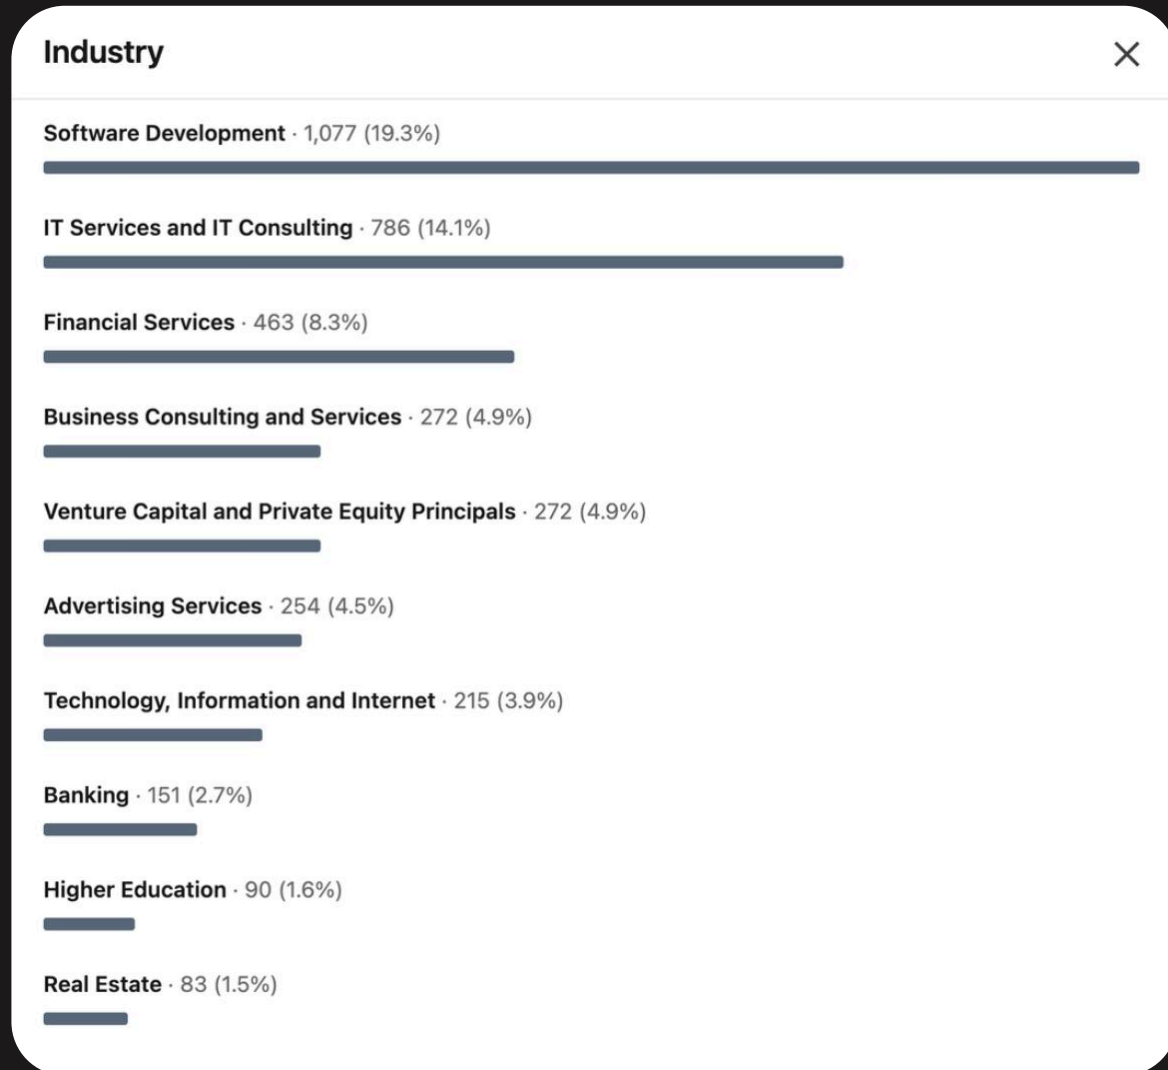 Industry
Software Development · 1,077 (19.3%)
IT Services and IT Consulting · 786 (14.1%)
Financial Services · 463 (8.3%)
Business Consulting and Services · 272 (4.9%)
Venture Capital and Private Equity Principals · 272 (4.9%)
Advertising Services · 254 (4.5%)
Technology, Information and Internet · 215 (3.9%)
Banking · 151 (2.7%)
Higher Education · 90 (1.6%)
Real Estate · 83 (1.5%)